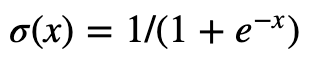 σ(x) = 1/(1 + e⁻ˣ)